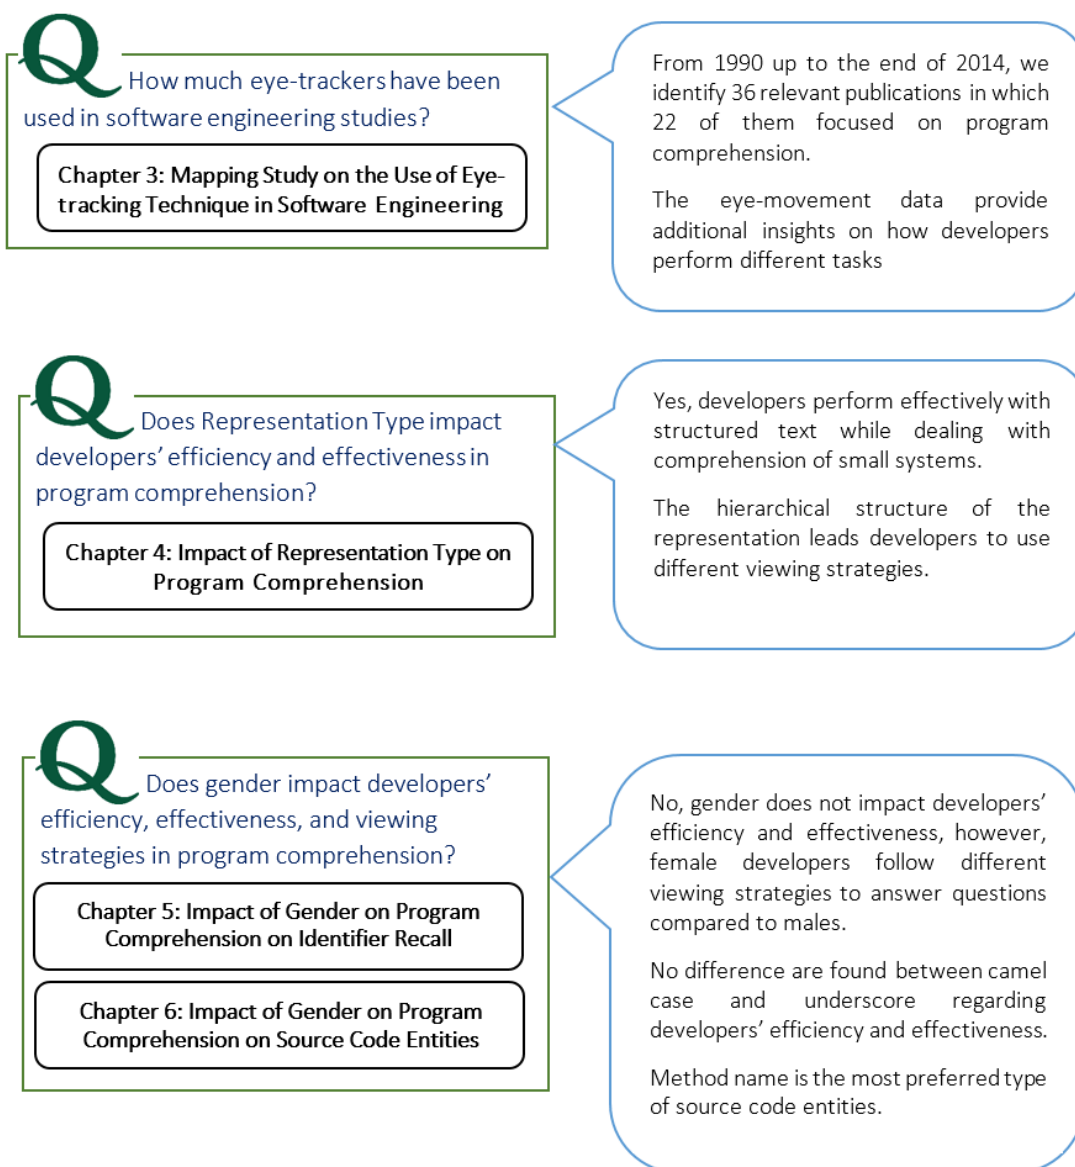 Q How much eye-trackers have been
used in software engineering studies?
Chapter 3: Mapping Study on the Use of Eye-
tracking Technique in Software Engineering
From 1990 up to the end of 2014, we
identify 36 relevant publications in which
22 of them focused on program
comprehension.
The eye-movement data provide
additional insights on how developers
perform different tasks
Q Does Representation Type impact
developers’ efficiency and effectiveness in
program comprehension?
Chapter 4: Impact of Representation Type on
Program Comprehension
Yes, developers perform effectively with
structured text while dealing with
comprehension of small systems.
The hierarchical structure of the
representation leads developers to use
different viewing strategies.
Q Does gender impact developers’
efficiency, effectiveness, and viewing
strategies in program comprehension?
Chapter 5: Impact of Gender on Program
Comprehension on Identifier Recall
Chapter 6: Impact of Gender on Program
Comprehension on Source Code Entities
No, gender does not impact developers’
efficiency and effectiveness, however,
female developers follow different
viewing strategies to answer questions
compared to males.
No difference are found between camel
case and underscore regarding
developers’ efficiency and effectiveness.
Method name is the most preferred type
of source code entities.